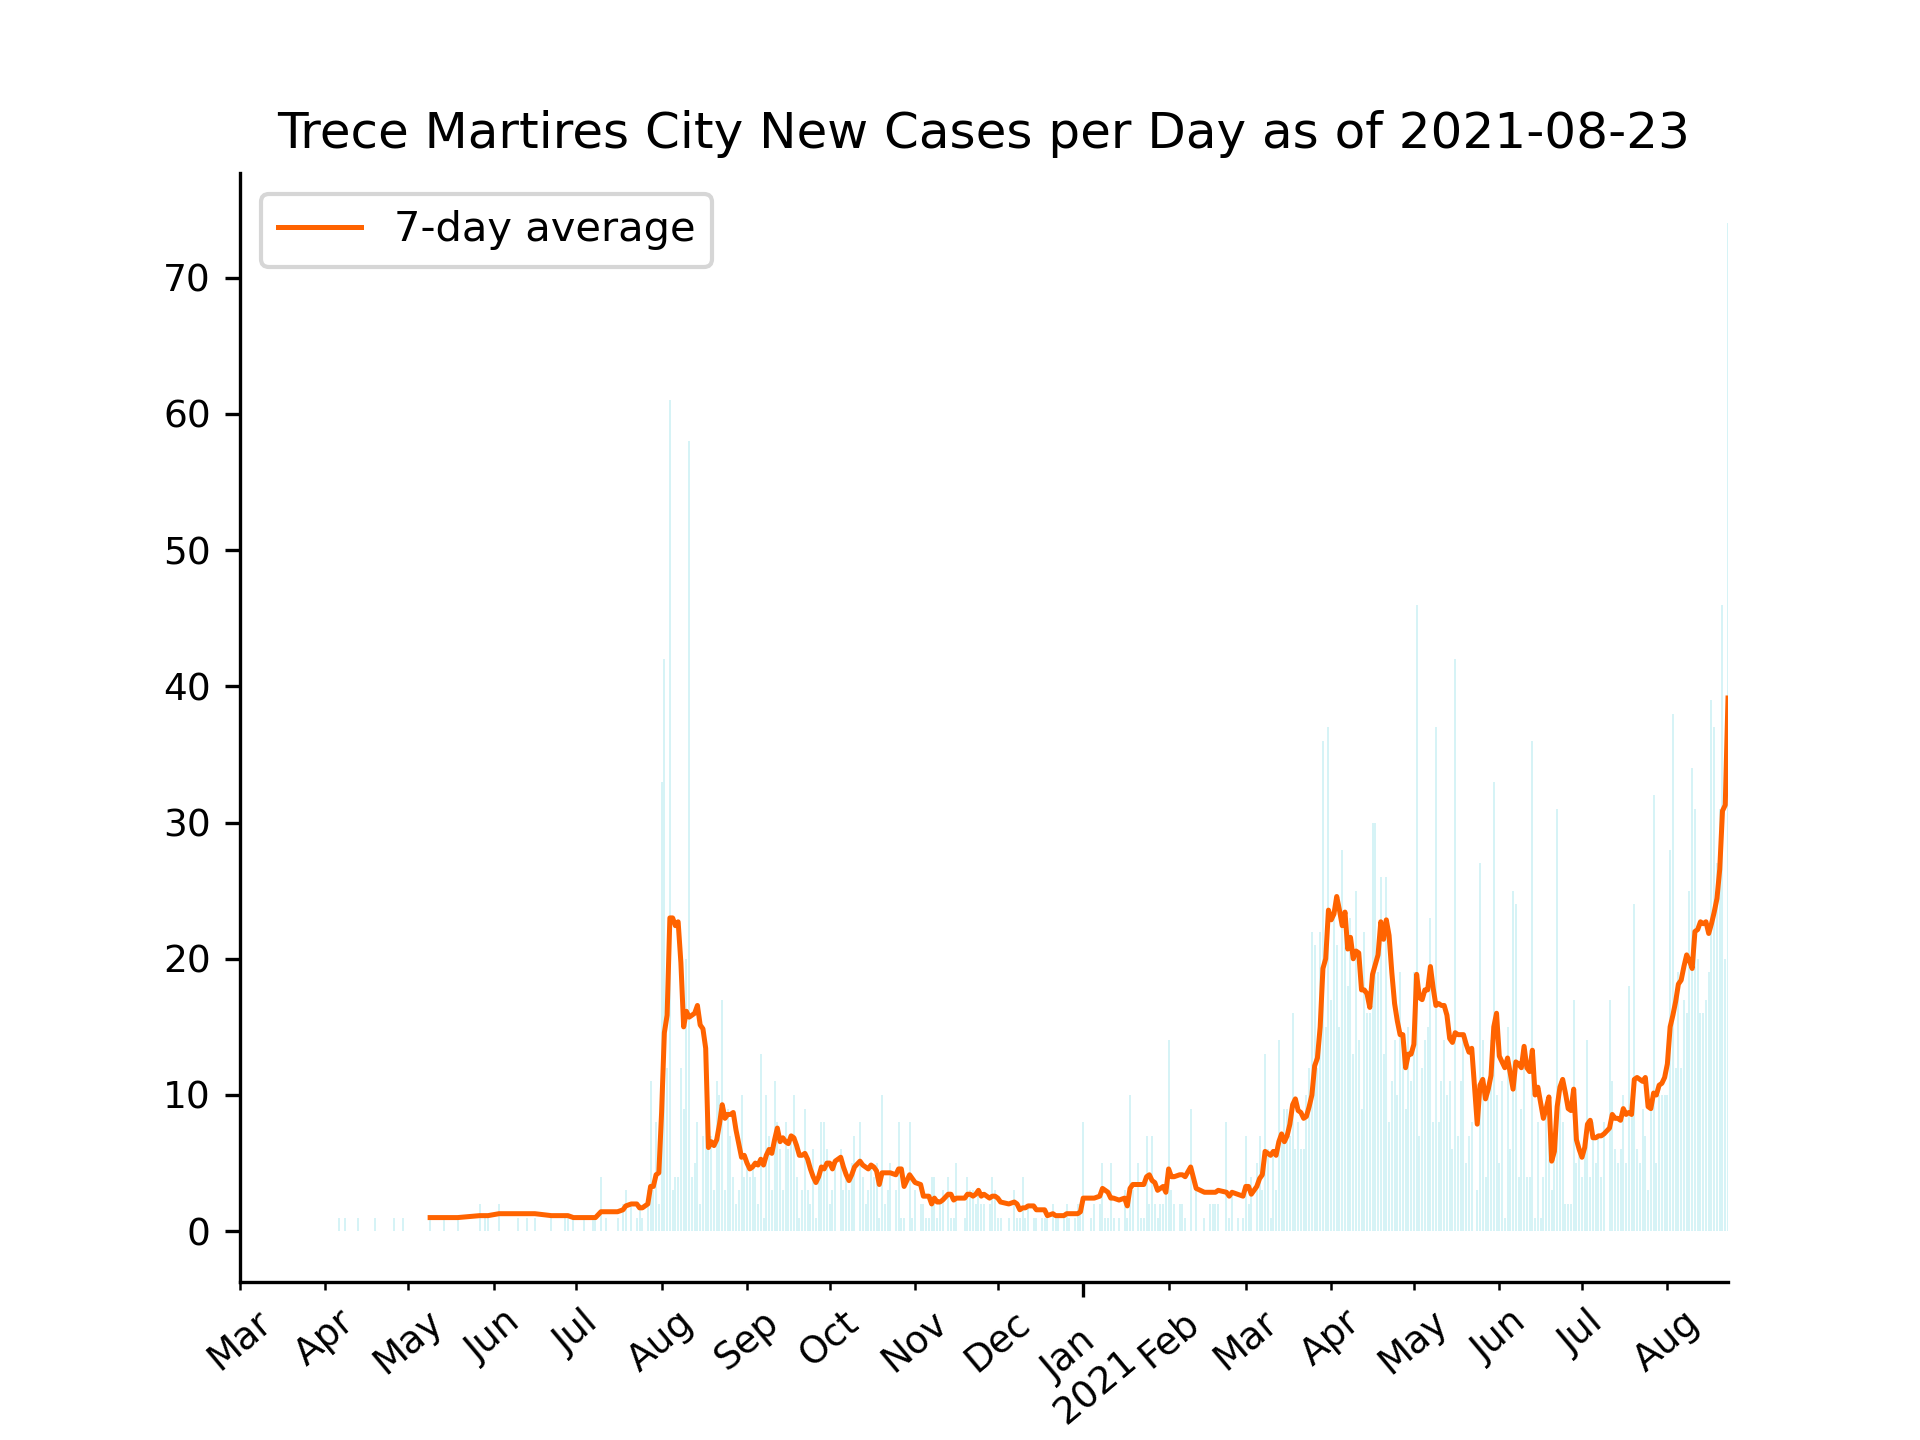 Trece Martires City New Cases per Day as of 2021-08-23
7-day average
70
60
50
40
30
20
10
0
Mar
Apr
May
Jun
Jul
Aug
Sep
Oct
Nov
Dec
Jan
2021
Feb
Mar
Apr
May
Jun
Jul
Aug